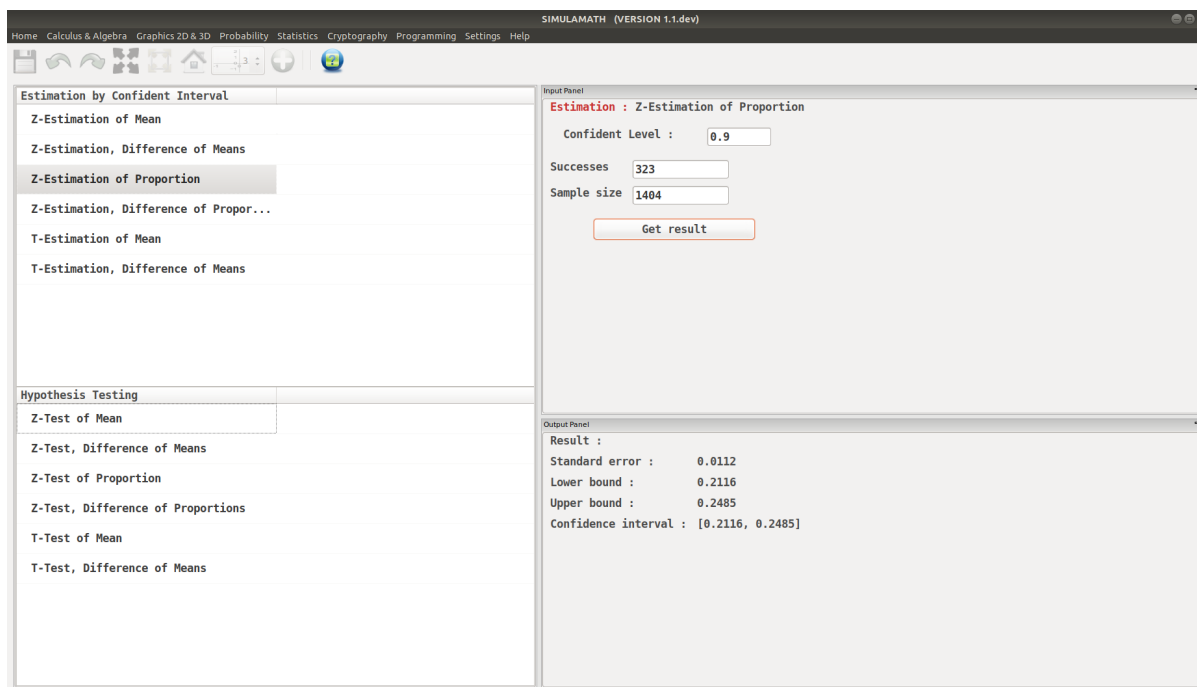 SIMULAMATH (VERSION 1.1.dev)
Home Calculus & Algebra Graphics 2D & 3D Probability Statistics Cryptography Programming Settings Help
3
Estimation by Confident Interval
Z-Estimation of Mean
Z-Estimation, Difference of Means
Z-Estimation of Proportion
Z-Estimation, Difference of Propor...
T-Estimation of Mean
T-Estimation, Difference of Means
Hypothesis Testing
Z-Test of Mean
Z-Test, Difference of Means
Z-Test of Proportion
Z-Test, Difference of Proportions
T-Test of Mean
T-Test, Difference of Means
Input Panel
Estimation : Z-Estimation of Proportion
Confident Level : 0.9
Successes 323
Sample size 1404
Get result
Output Panel
Result :
Standard error : 0.0112
Lower bound : 0.2116
Upper bound : 0.2485
Confidence interval : [0.2116, 0.2485]